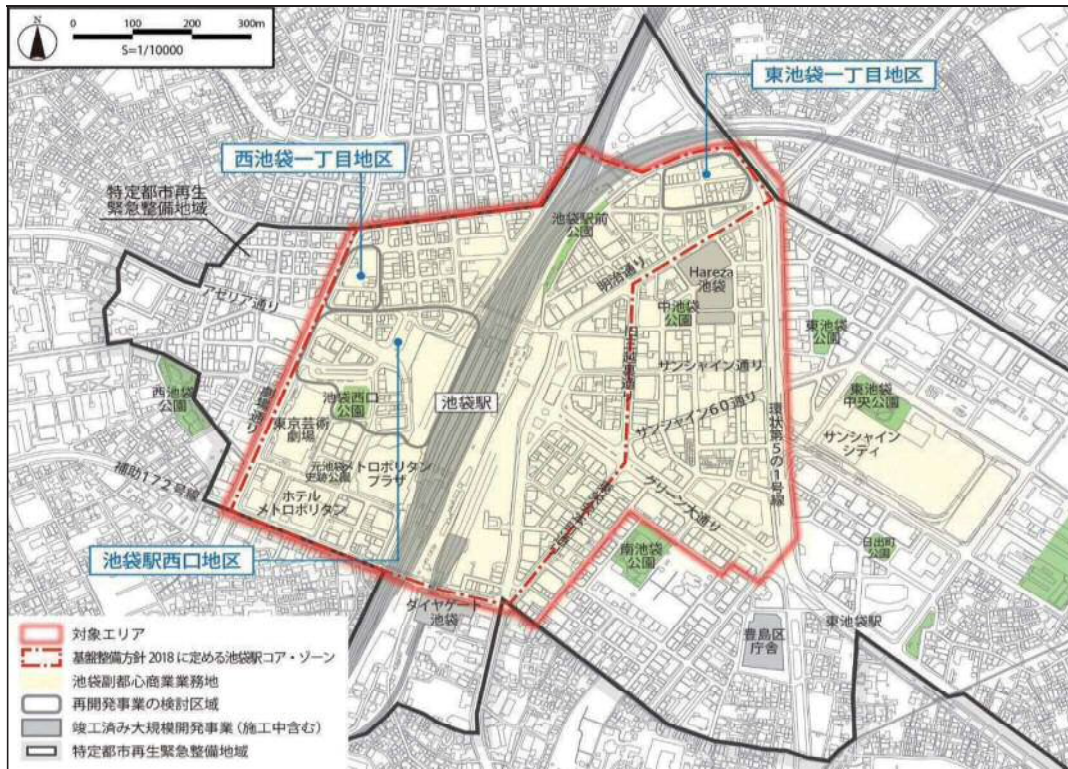 N
0 100 200 300m
S=1/10000
東池袋一丁目地区
西池袋一丁目地区
特定都市再生
緊急整備地域
池袋駅前
公園
明治通り
Hareza
池袋
アゼリア通り
中池袋
公園
東池袋
公園
サンシャイン通り
西池袋
公園
劇場通り
池袋西口
公園
池袋駅
東池袋
中央公園
サンシャイン60通り
東京芸術
劇場
サンシャイン
シティ
環状第5の1号線
元池袋
史跡公園
メトロポリタン
プラザ
補助172号線
ホテル
メトロポリタン
グリーン大通り
池袋駅西口地区
南池袋
公園
日出町
公園
ダイヤゲート
池袋
東池袋駅
豊島区
庁舎
対象エリア
基盤整備方針2018に定める池袋駅コア・ゾーン
池袋副都心商業業務地
再開発事業の検討区域
竣工済み大規模開発事業(施工中含む)
特定都市再生緊急整備地域